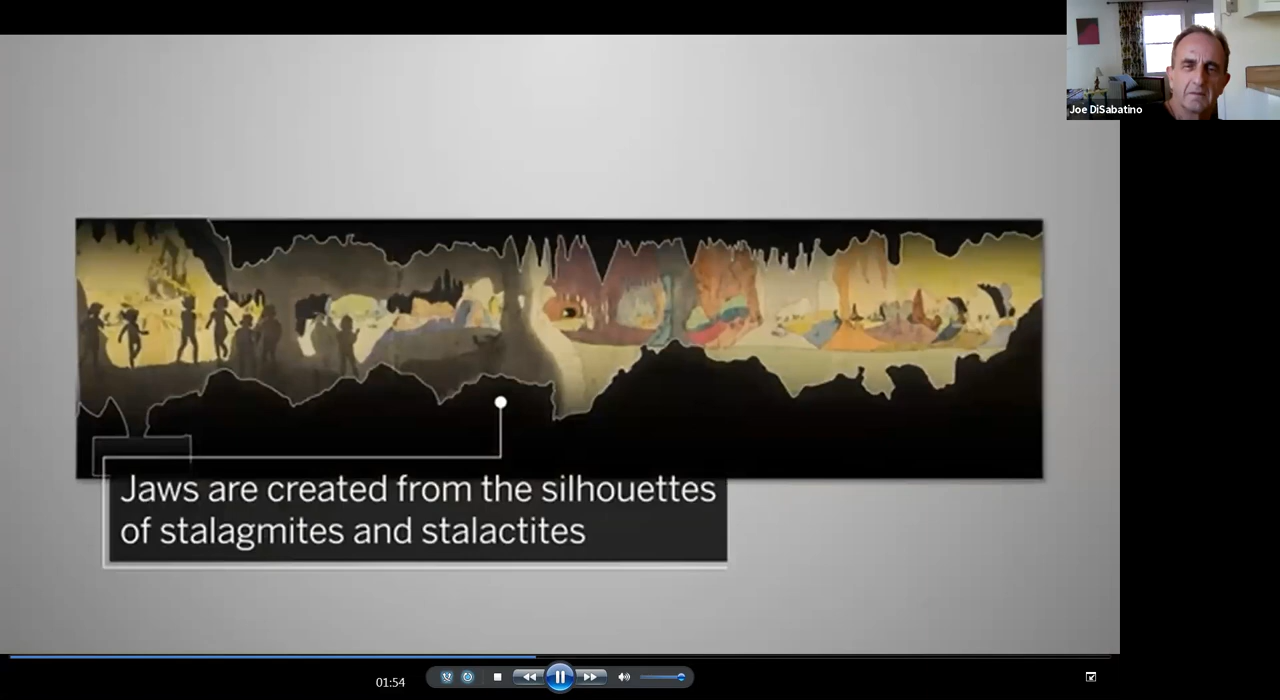 Joe DiSabatino
Jaws are created from the silhouettes
of stalagmites and stalactites
01:54